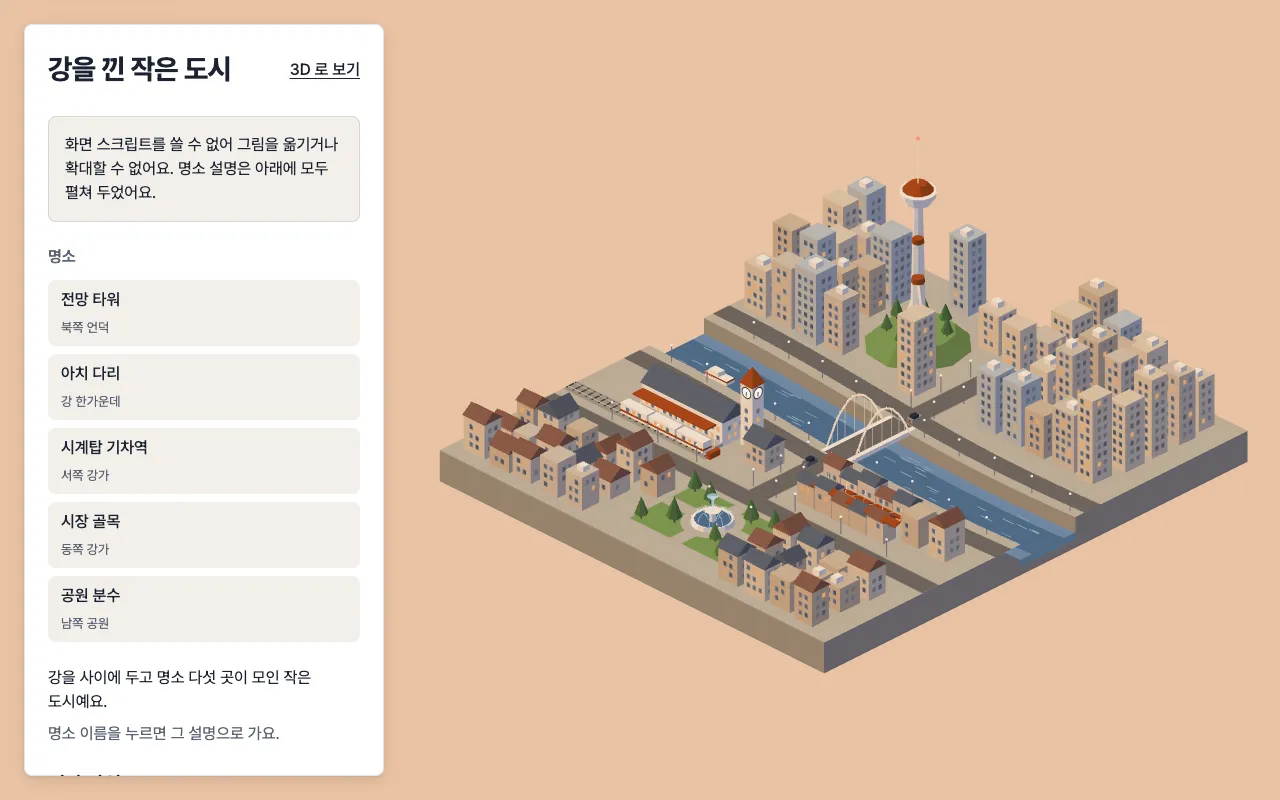 강을 낀 작은 도시
3D 로 보기
화면 스크립트를 쓸 수 없어 그림을 옮기거나
확대할 수 없어요. 명소 설명은 아래에 모두
펼쳐 두었어요.
명소
전망 타워
북쪽 언덕
아치 다리
강 한가운데
시계탑 기차역
서쪽 강가
시장 골목
동쪽 강가
공원 분수
남쪽 공원
강을 사이에 두고 명소 다섯 곳이 모인 작은
도시예요.
명소 이름을 누르면 그 설명으로 가요.